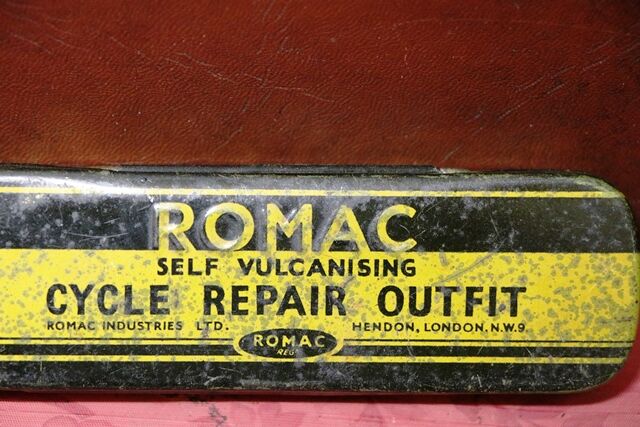 ROMAC
SELF VULCANISING
CYCLE REPAIR OUTFIT
ROMAC INDUSTRIES LTD. HENDON, LONDON. N.W.9
ROMAC
REG